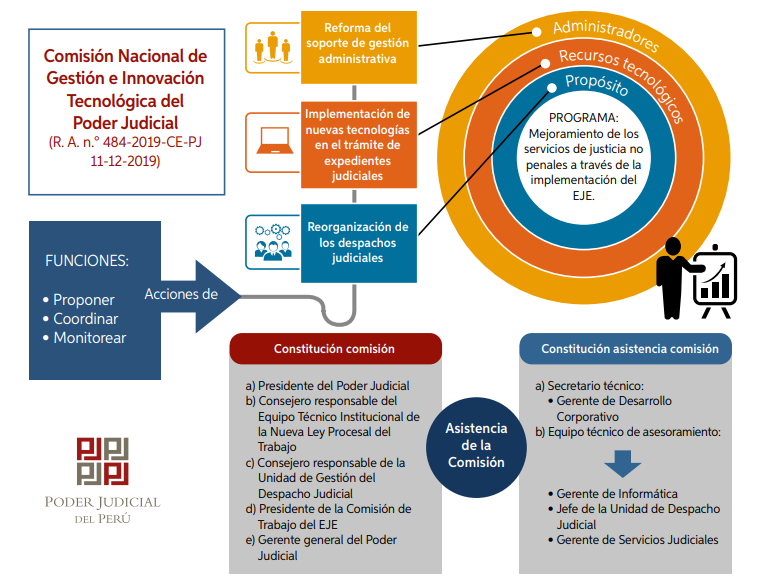 Comisión Nacional de
Gestión e Innovación
Tecnológica del
Poder Judicial
(R. A. n.° 484-2019-CE-PJ
11-12-2019)
Reforma del
soporte de gestión
administrativa
Implementación de
nuevas tecnologías
en el trámite de
expedientes
judiciales
Reorganización de
los despachos
judiciales
Administradores
Recursos tecnológicos
Propósito
PROGRAMA:
Mejoramiento de los
servicios de justicia no
penales a través de la
implementación del
EJE.
FUNCIONES:
• Proponer
• Coordinar
• Monitorear
Acciones de
Constitución comisión
a) Presidente del Poder Judicial
b) Consejero responsable del
Equipo Técnico Institucional de
la Nueva Ley Procesal del
Trabajo
c) Consejero responsable de la
Unidad de Gestión del
Despacho Judicial
d) Presidente de la Comisión de
Trabajo del EJE
e) Gerente general del Poder
Judicial
Asistencia
de la
Comisión
Constitución asistencia comisión
a) Secretario técnico:
• Gerente de Desarrollo
Corporativo
b) Equipo técnico de asesoramiento:
• Gerente de Informática
• Jefe de la Unidad de Despacho
Judicial
• Gerente de Servicios Judiciales
PJPJ
PJPJ
PODER JUDICIAL
DEL PERÚ